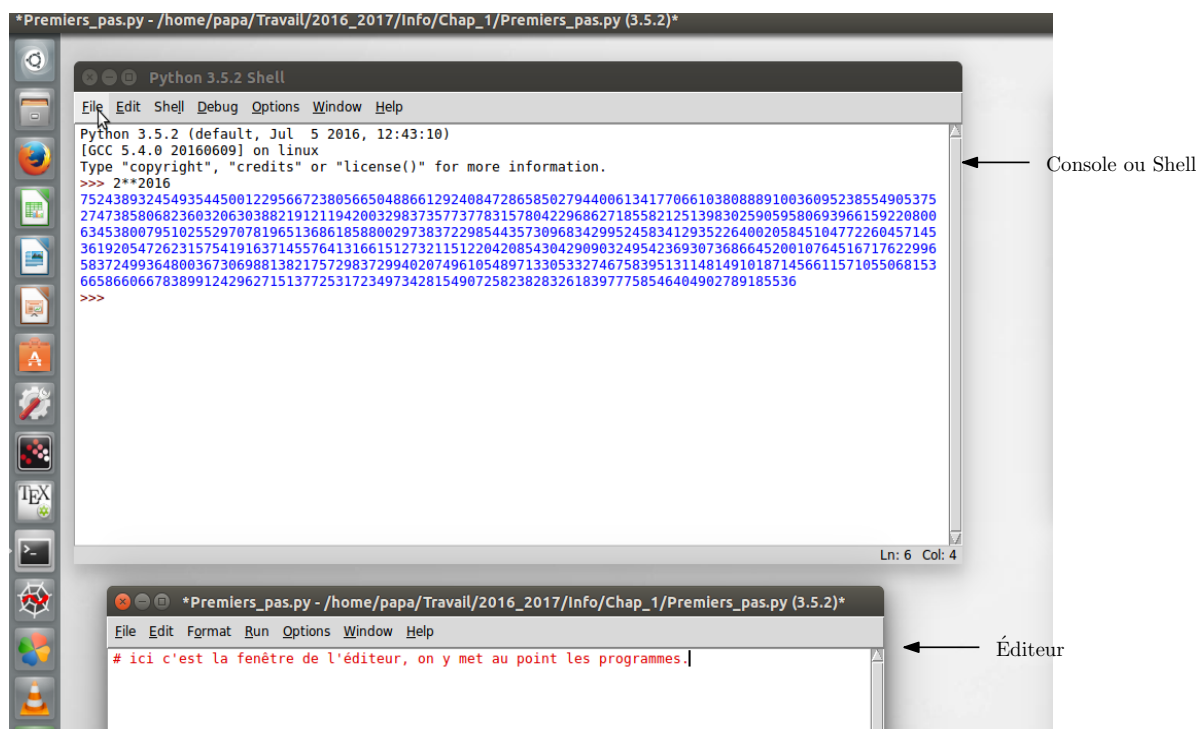 *Premiers_pas.py - /home/papa/Travail/2016_2017/Info/Chap_1/Premiers_pas.py (3.5.2)*
Python 3.5.2 Shell
File Edit Shell Debug Options Window Help
Python 3.5.2 (default, Jul  5 2016, 12:43:10)
[GCC 5.4.0 20160609] on linux
Type "copyright", "credits" or "license()" for more information.
>>> 2**2016
75243893245493544500122956672380566504886612924084728658502794400613417706610380888910036095238554905375
27473858068236032063038821912119420032983735773778315780422968627185582125139830259059580693966159220800
63453800795102552970781965136861858800297383722985443573096834299524583412935226400205845104772260457145
36192054726231575419163714557641316615127321151220420854304290903249542369307368664520010764516717622996
58372499364800367306988138217572983729940207496105489713305332746758395131148149101871456611571055068153
665866066783899124296271513772531723497342815490725823828326183977758546404902789185536
>>>
Ln: 6 Col: 4
Console ou Shell
TEX
*Premiers_pas.py - /home/papa/Travail/2016_2017/Info/Chap_1/Premiers_pas.py (3.5.2)*
File Edit Format Run Options Window Help
# ici c'est la fenêtre de l'éditeur, on y met au point les programmes.
Éditeur